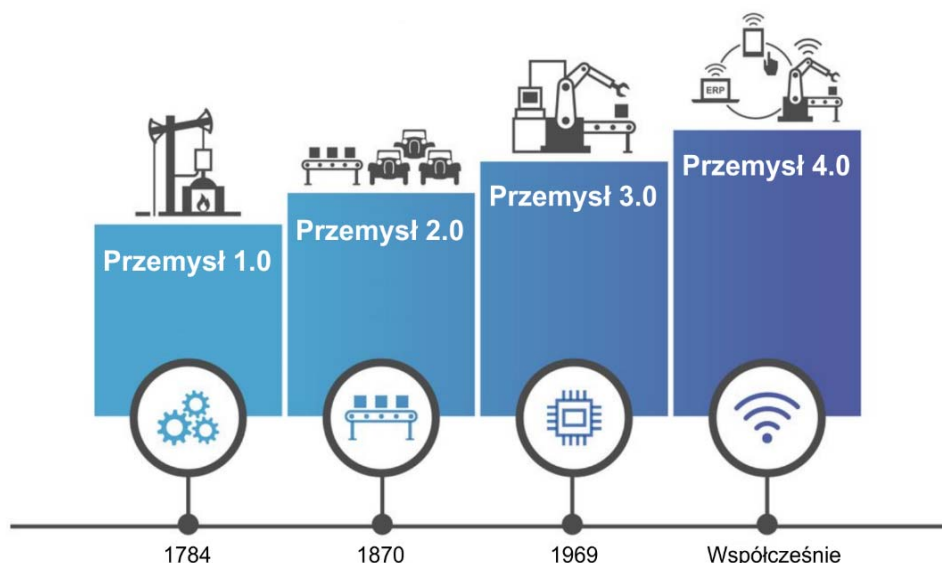 ERP
Przemysł 1.0
Przemysł 2.0
Przemysł 3.0
Przemysł 4.0
1784
1870
1969
Współcześnie